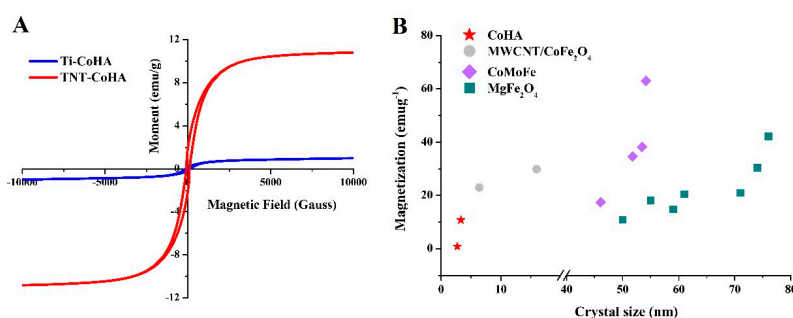 A
Ti-CoHA
TNT-CoHA
Moment (emu/g)
12
8
4
0
-4
-8
-12
-10000
-5000
5000
10000
Magnetic Field (Gauss)
B
CoHA
MWCNT/CoFe₂O₄
CoMoFe
MgFe₂O₄
Magnetization (emug⁻¹)
80
60
40
20
0
0
10
20
40
50
60
70
80
Crystal size (nm)